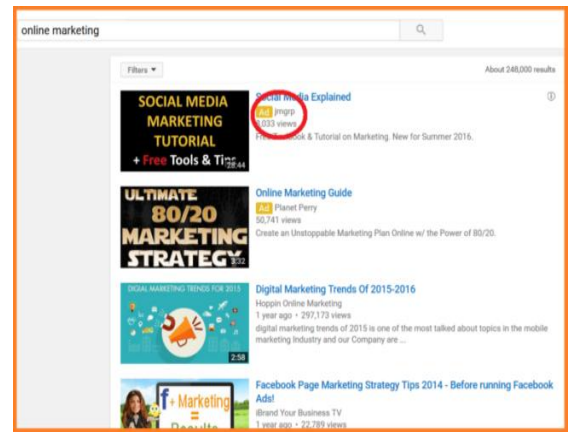 online marketing
Filters ▼
About 248,000 results
SOCIAL MEDIA
MARKETING
TUTORIAL
+ Free Tools & Tips
28:44
Social Media Explained
Ad jmgrp
1,033 views
Free Textbook & Tutorial on Marketing. New for Summer 2016.
ULTIMATE
80/20
MARKETING
STRATEGY
3:32
Online Marketing Guide
Ad Planet Perry
50,741 views
Create an Unstoppable Marketing Plan Online w/ the Power of 80/20.
DIGIAL MARKETING TRENDS FOR 2015
2:58
Digital Marketing Trends Of 2015-2016
Hoppin Online Marketing
1 year ago • 297,173 views
digital marketing trends of 2015 is one of the most talked about topics in the mobile
marketing Industry and our Company are ...
f + Marketing
=
Results
Facebook Page Marketing Strategy Tips 2014 - Before running Facebook
Ads!
iBrand Your Business TV
1 year ago • 22,789 views